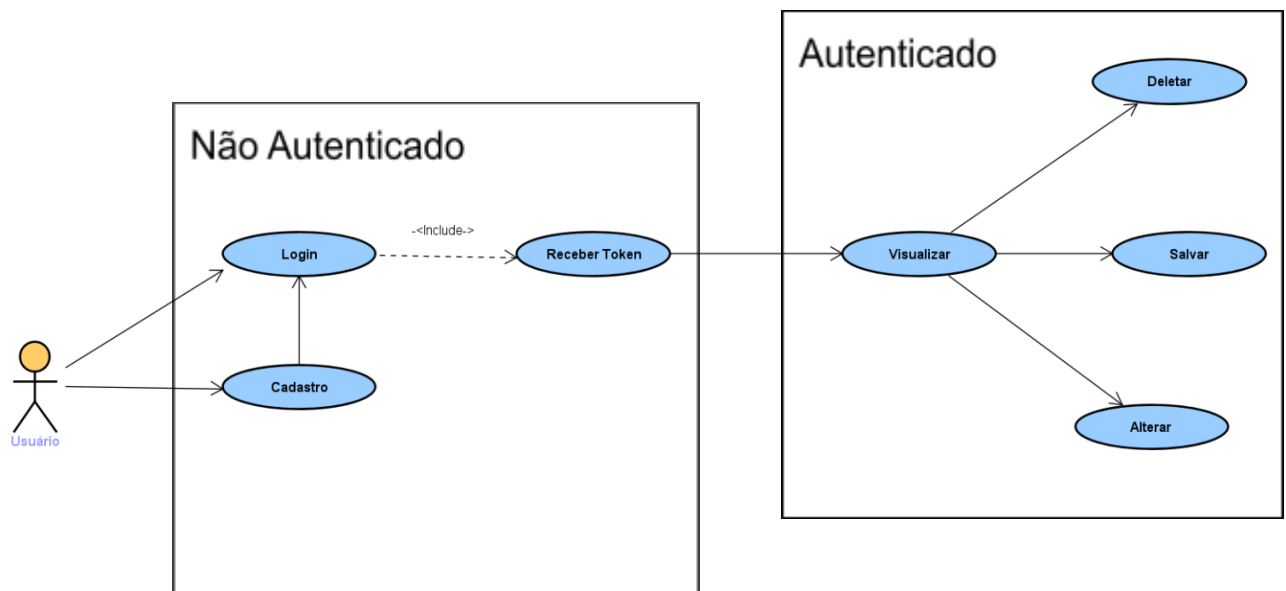 Autenticado
Deletar
Não Autenticado
-<Include->
Login
Receber Token
Visualizar
Salvar
Cadastro
Alterar
Usuário